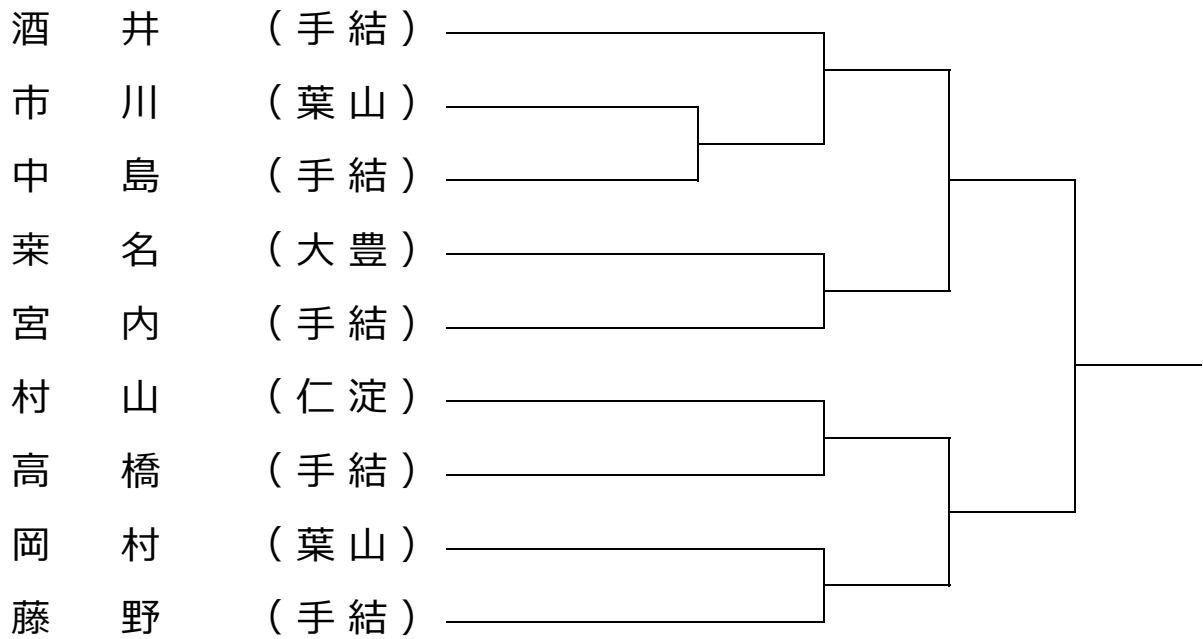 酒井(手結)
市川(葉山)
中島(手結)
桒名(大豊)
宮内(手結)
村山(仁淀)
高橋(手結)
岡村(葉山)
藤野(手結)